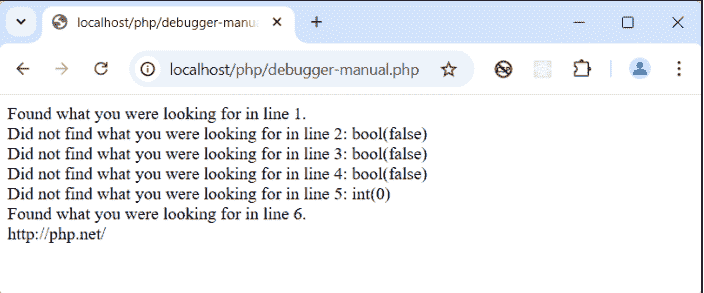 localhost/php/debugger-manua
localhost/php/debugger-manual.php
Found what you were looking for in line 1.
Did not find what you were looking for in line 2: bool(false)
Did not find what you were looking for in line 3: bool(false)
Did not find what you were looking for in line 4: bool(false)
Did not find what you were looking for in line 5: int(0)
Found what you were looking for in line 6.
http://php.net/